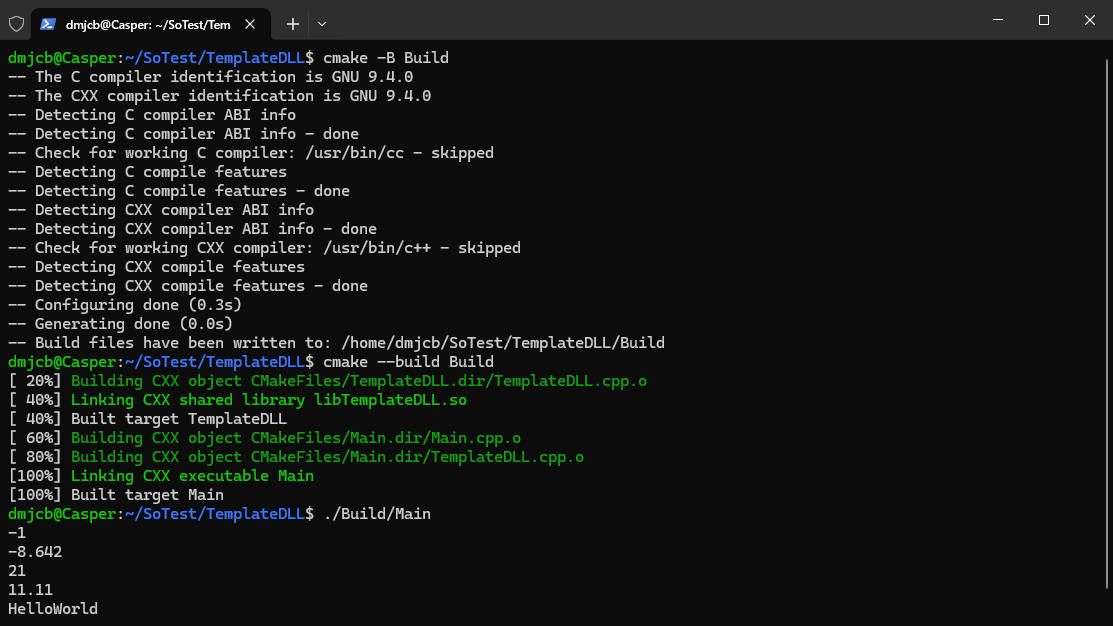 dmjcb@Casper: ~/SoTest/Tem
dmjcb@Casper:~/SoTest/TemplateDLL$ cmake -B Build
-- The C compiler identification is GNU 9.4.0
-- The CXX compiler identification is GNU 9.4.0
-- Detecting C compiler ABI info
-- Detecting C compiler ABI info - done
-- Check for working C compiler: /usr/bin/cc - skipped
-- Detecting C compile features
-- Detecting C compile features - done
-- Detecting CXX compiler ABI info
-- Detecting CXX compiler ABI info - done
-- Check for working CXX compiler: /usr/bin/c++ - skipped
-- Detecting CXX compile features
-- Detecting CXX compile features - done
-- Configuring done (0.3s)
-- Generating done (0.0s)
-- Build files have been written to: /home/dmjcb/SoTest/TemplateDLL/Build
dmjcb@Casper:~/SoTest/TemplateDLL$ cmake --build Build
[ 20%] Building CXX object CMakeFiles/TemplateDLL.dir/TemplateDLL.cpp.o
[ 40%] Linking CXX shared library libTemplateDLL.so
[ 40%] Built target TemplateDLL
[ 60%] Building CXX object CMakeFiles/Main.dir/Main.cpp.o
[ 80%] Building CXX object CMakeFiles/Main.dir/TemplateDLL.cpp.o
[100%] Linking CXX executable Main
[100%] Built target Main
dmjcb@Casper:~/SoTest/TemplateDLL$ ./Build/Main
-1
-8.642
21
11.11
HelloWorld